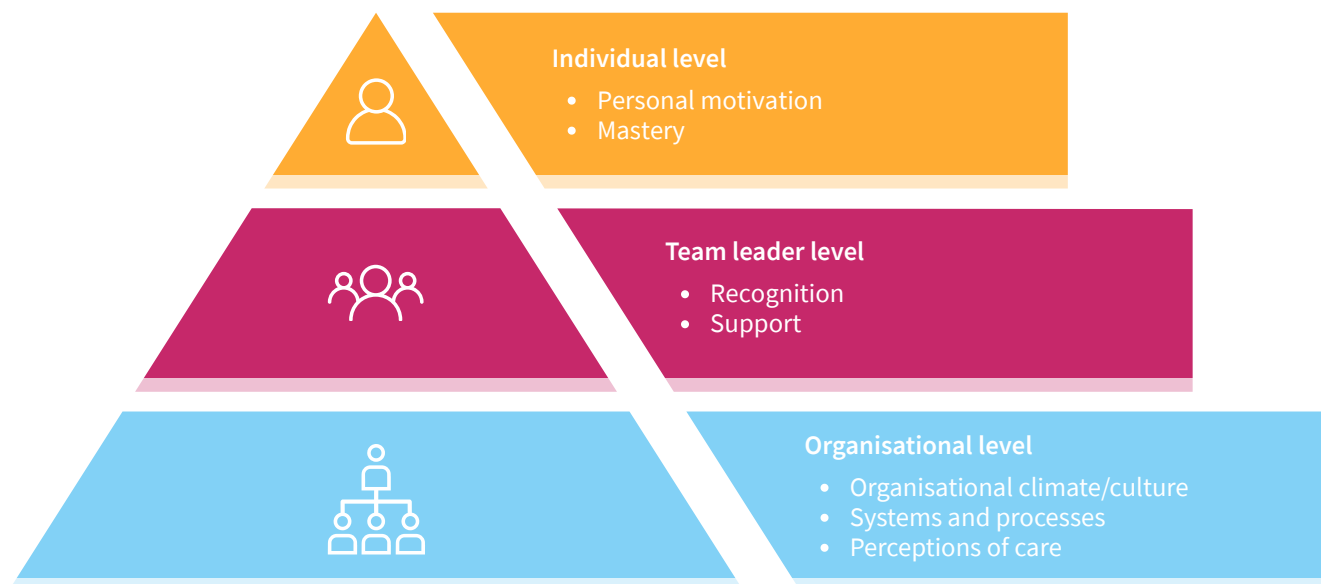 Individual level
• Personal motivation
• Mastery
Team leader level
• Recognition
• Support
Organisational level
• Organisational climate/culture
• Systems and processes
• Perceptions of care